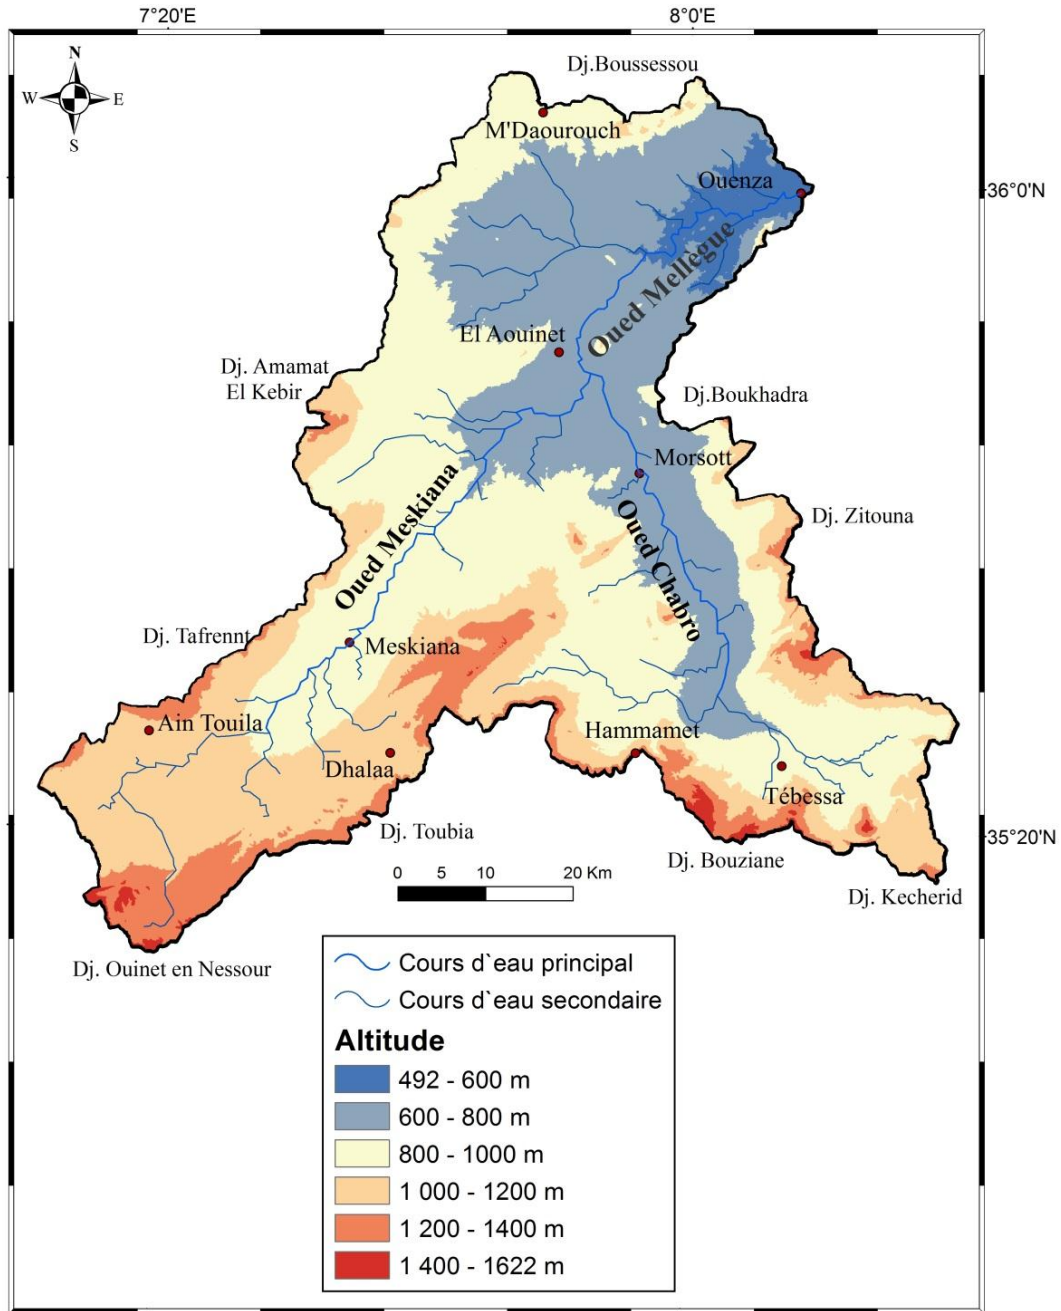 7°20'E
8°0'E
N
W
E
S
Dj.Boussessou
M'Daourouch
Ouenza
36°0'N
Oued Mellègue
El Aouinet
Dj. Amamat
El Kebir
Dj.Boukhadra
Morsott
Oued Meskiana
Oued Chabro
Dj. Zitouna
Dj. Tafrennt
Meskiana
Ain Touila
Hammamet
Dhalaa
Tébessa
Dj. Toubia
35°20'N
Dj. Bouziane
0 5 10 20 Km
Dj. Kecherid
Dj. Ouinet en Nessour
Cours d`eau principal
Cours d`eau secondaire
Altitude
492 - 600 m
600 - 800 m
800 - 1000 m
1 000 - 1200 m
1 200 - 1400 m
1 400 - 1622 m